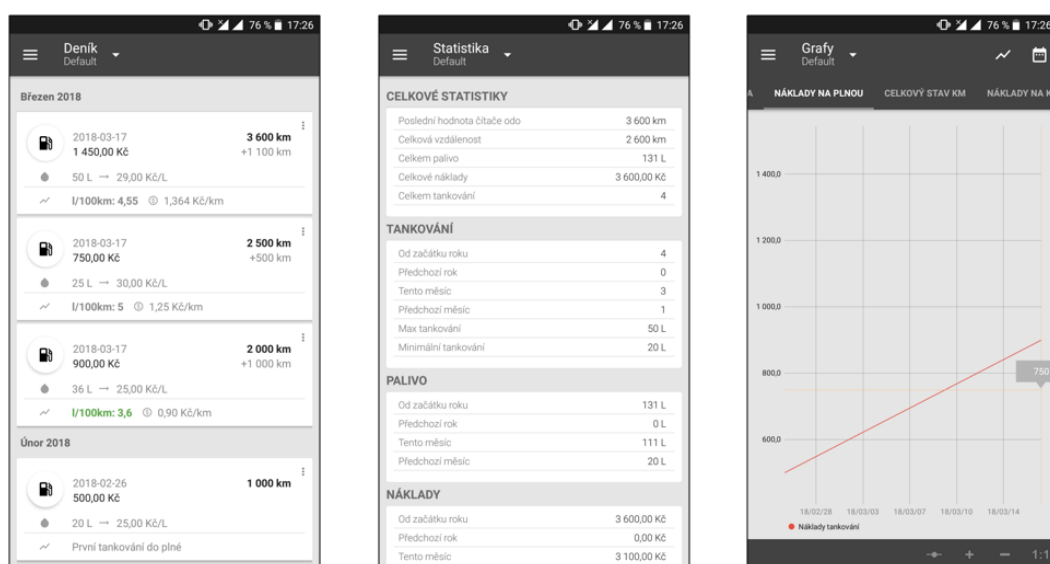 76 % 17:26
Deník
Default
Březen 2018
2018-03-17 3 600 km
1 450,00 Kč +1 100 km
50 L → 29,00 Kč/L
l/100km: 4,55 1,364 Kč/km
2018-03-17 2 500 km
750,00 Kč +500 km
25 L → 30,00 Kč/L
l/100km: 5 1,25 Kč/km
2018-03-17 2 000 km
900,00 Kč +1 000 km
36 L → 25,00 Kč/L
l/100km: 3,6 0,90 Kč/km
Únor 2018
2018-02-26 1 000 km
500,00 Kč
20 L → 25,00 Kč/L
První tankování do plné
76 % 17:26
Statistika
Default
CELKOVÉ STATISTIKY
Poslední hodnota čítače odo 3 600 km
Celková vzdálenost 2 600 km
Celkem palivo 131 L
Celkové náklady 3 600,00 Kč
Celkem tankování 4
TANKOVÁNÍ
Od začátku roku 4
Předchozí rok 0
Tento měsíc 3
Předchozí měsíc 1
Max tankování 50 L
Minimální tankování 20 L
PALIVO
Od začátku roku 131 L
Předchozí rok 0 L
Tento měsíc 111 L
Předchozí měsíc 20 L
NÁKLADY
Od začátku roku 3 600,00 Kč
Předchozí rok 0,00 Kč
Tento měsíc 3 100,00 Kč
76 % 17:26
Grafy
Default
A NÁKLADY NA PLNOU CELKOVÝ STAV KM NÁKLADY NA K
1 400,0
1 200,0
1 000,0
800,0
750
600,0
18/02/28 18/03/03 18/03/07 18/03/10 18/03/14
Náklady tankování
1:1